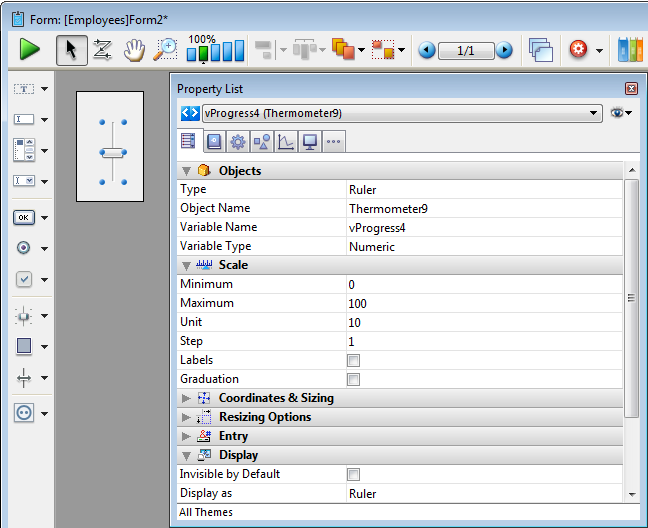 Form: [Employees]Form2*
100%
1/1
T
I
I
OK
Property List
vProgress4 (Thermometer9)
Objects
Type Ruler
Object Name Thermometer9
Variable Name vProgress4
Variable Type Numeric
Scale
Minimum 0
Maximum 100
Unit 10
Step 1
Labels
Graduation
Coordinates & Sizing
Resizing Options
Entry
Display
Invisible by Default
Display as Ruler
All Themes